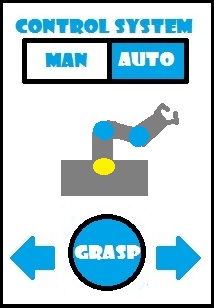 CONTROL SYSTEM
MAN AUTO
GRASP